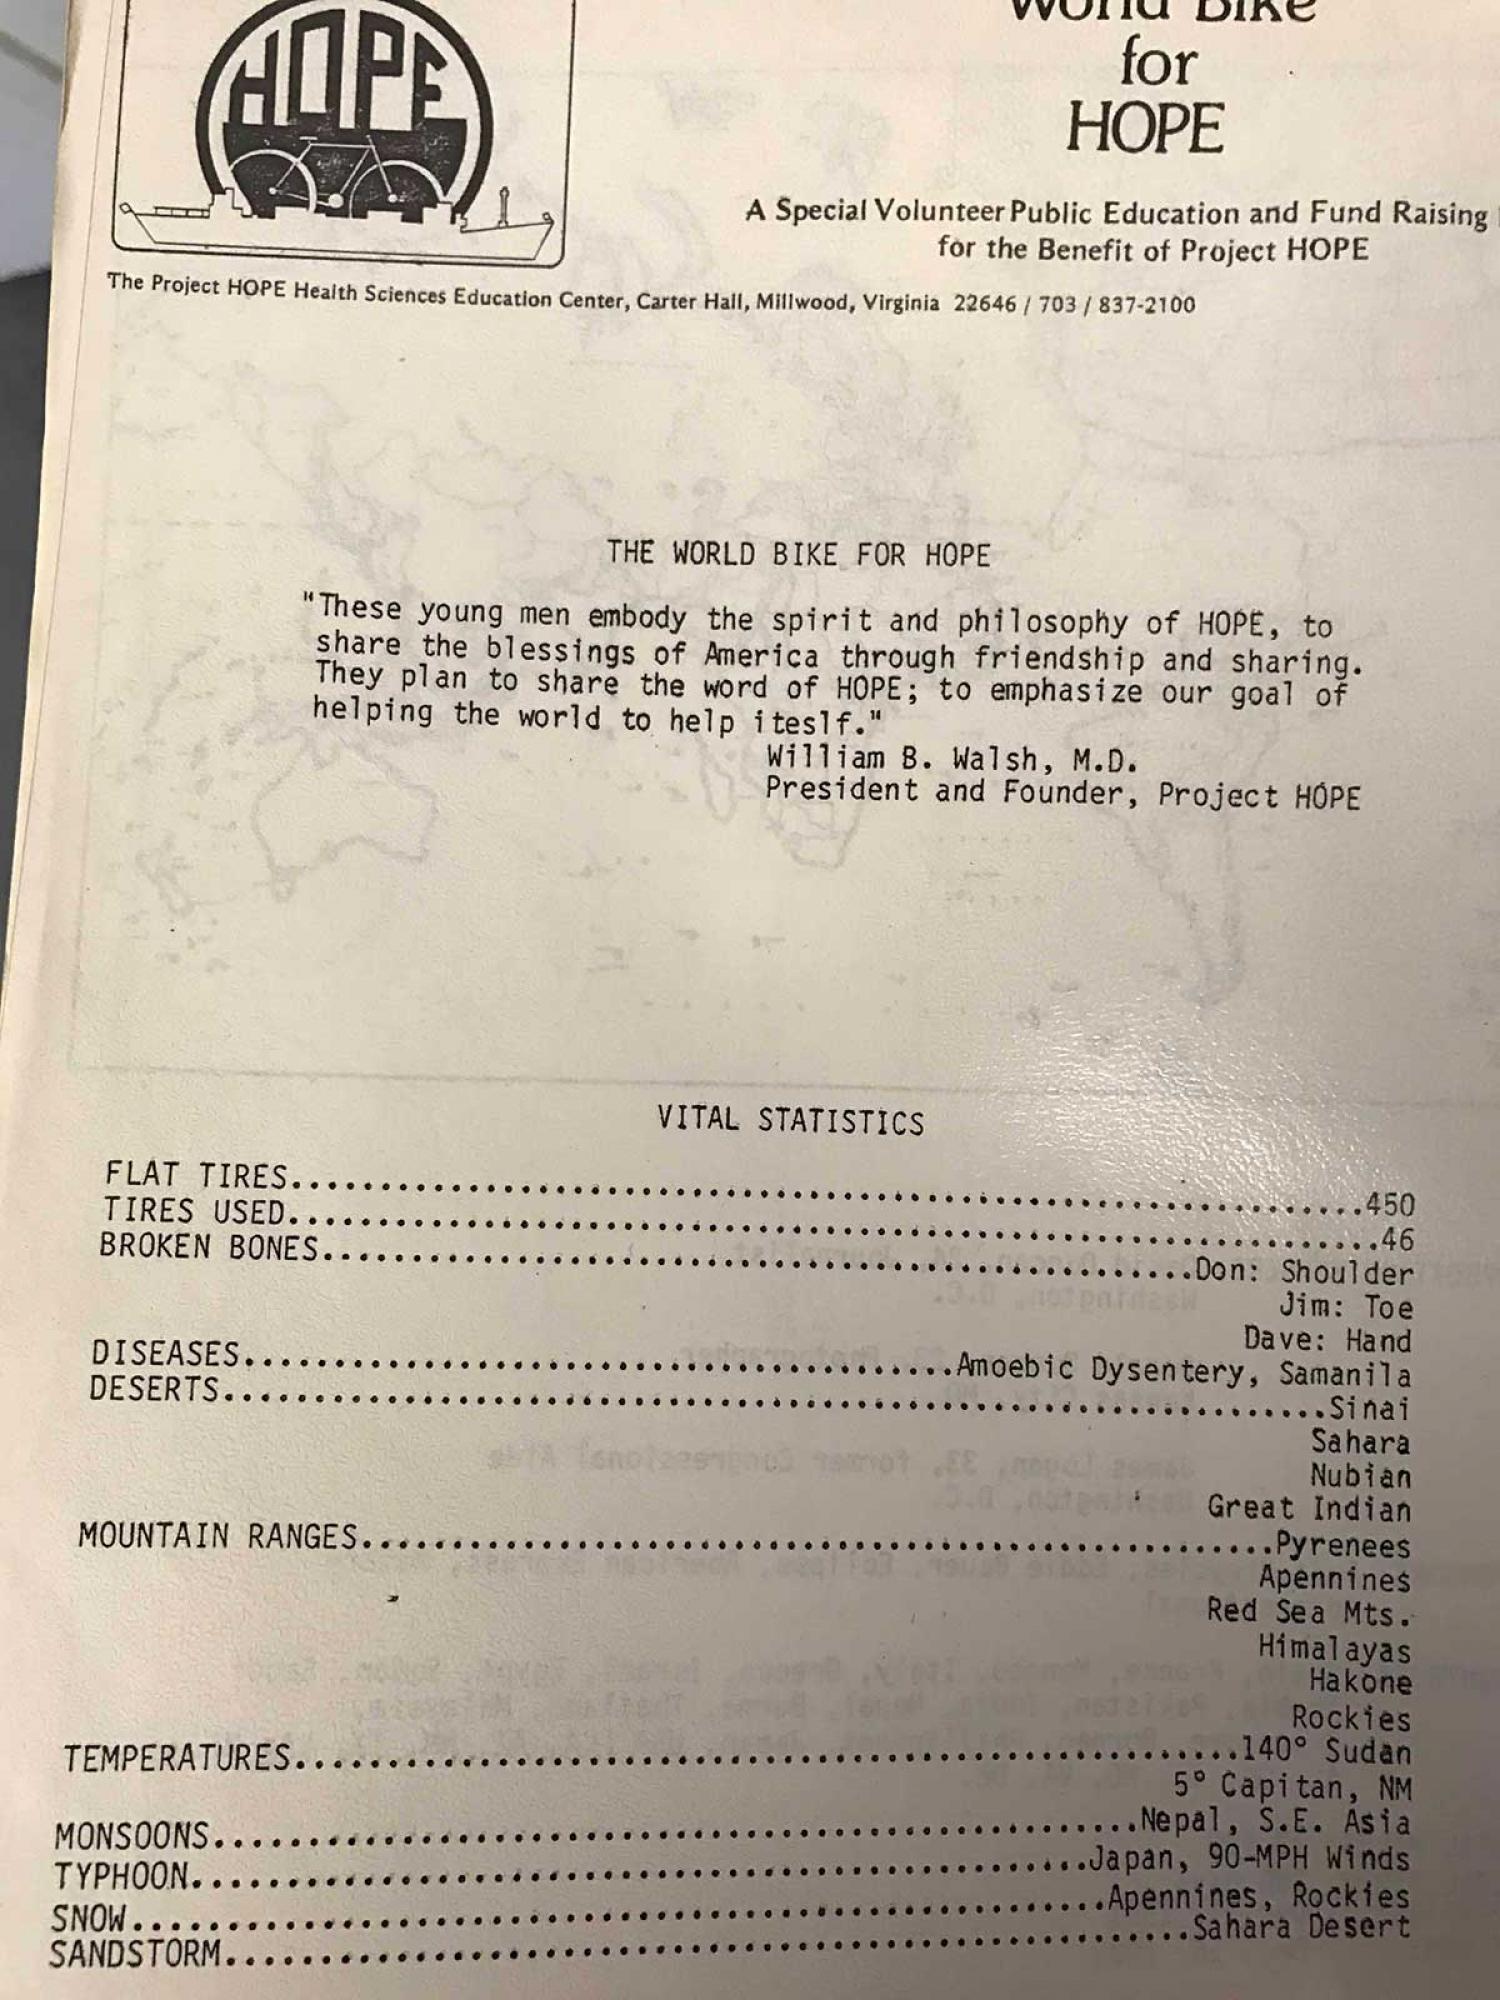 HOPE
World Bike
for
HOPE
A Special Volunteer Public Education and Fund Raising
for the Benefit of Project HOPE
The Project HOPE Health Sciences Education Center, Carter Hall, Millwood, Virginia 22646 / 703 / 837-2100
THE WORLD BIKE FOR HOPE
"These young men embody the spirit and philosophy of HOPE, to
share the blessings of America through friendship and sharing.
They plan to share the word of HOPE; to emphasize our goal of
helping the world to help iteslf."
William B. Walsh, M.D.
President and Founder, Project HOPE
VITAL STATISTICS
FLAT TIRES....................450
TIRES USED....................46
BROKEN BONES....................Don: Shoulder
Jim: Toe
Dave: Hand
DISEASES....................Amoebic Dysentery, Samanila
DESERTS....................Sinai
Sahara
Nubian
Great Indian
MOUNTAIN RANGES....................Pyrenees
Apennines
Red Sea Mts.
Himalayas
Hakone
Rockies
TEMPERATURES....................140° Sudan
5° Capitan, NM
MONSOONS....................Nepal, S.E. Asia
TYPHOON....................Japan, 90-MPH Winds
SNOW....................Apennines, Rockies
SANDSTORM....................Sahara Desert